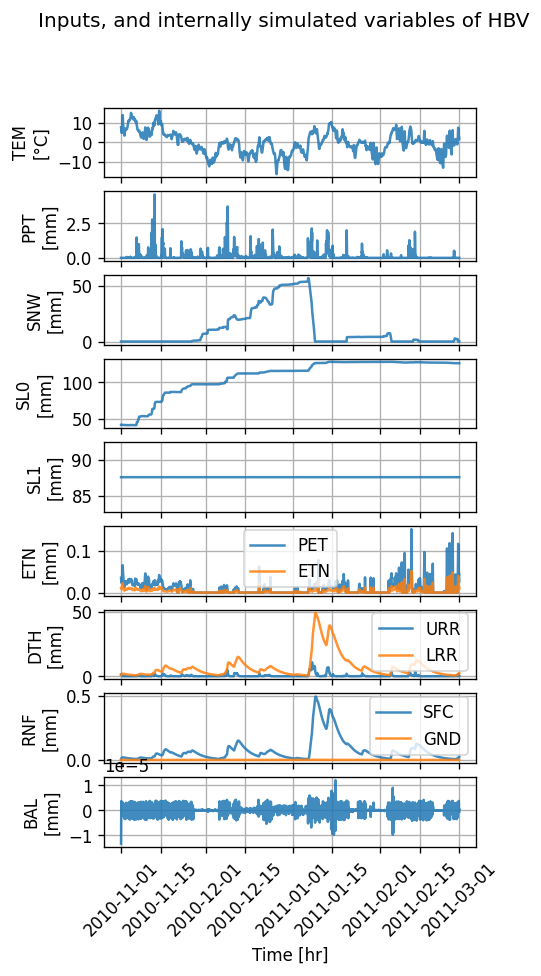 Inputs, and internally simulated variables of HBV
TEM
[°C]
10
0
−10
PPT
[mm]
2.5
0.0
SNW
[mm]
50
0
SL0
[mm]
100
50
SL1
[mm]
90
85
ETN
[mm]
0.1
0.0
PET
ETN
DTH
[mm]
50
0
URR
LRR
RNF
[mm]
0.5
0.0
SFC
GND
1e−5
BAL
[mm]
1
0
−1
2010-11-01
2010-11-15
2010-12-01
2010-12-15
2011-01-01
2011-01-15
2011-02-01
2011-02-15
2011-03-01
Time [hr]